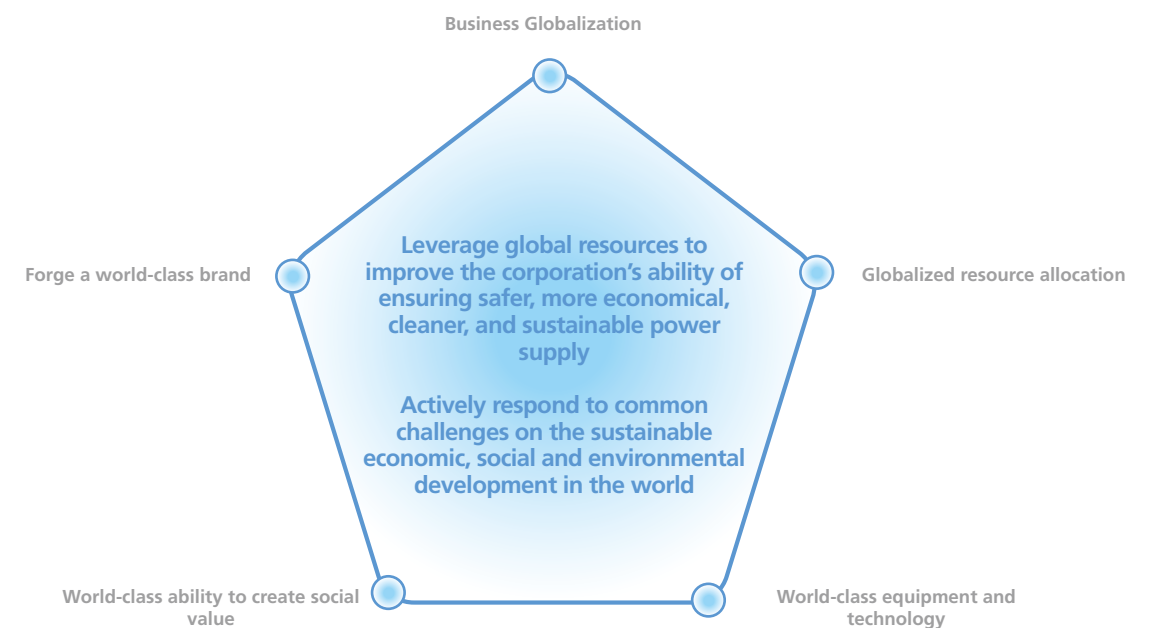 Business Globalization
Forge a world-class brand
Globalized resource allocation
Leverage global resources to
improve the corporation's ability of
ensuring safer, more economical,
cleaner, and sustainable power
supply
Actively respond to common
challenges on the sustainable
economic, social and environmental
development in the world
World-class ability to create social
value
World-class equipment and
technology